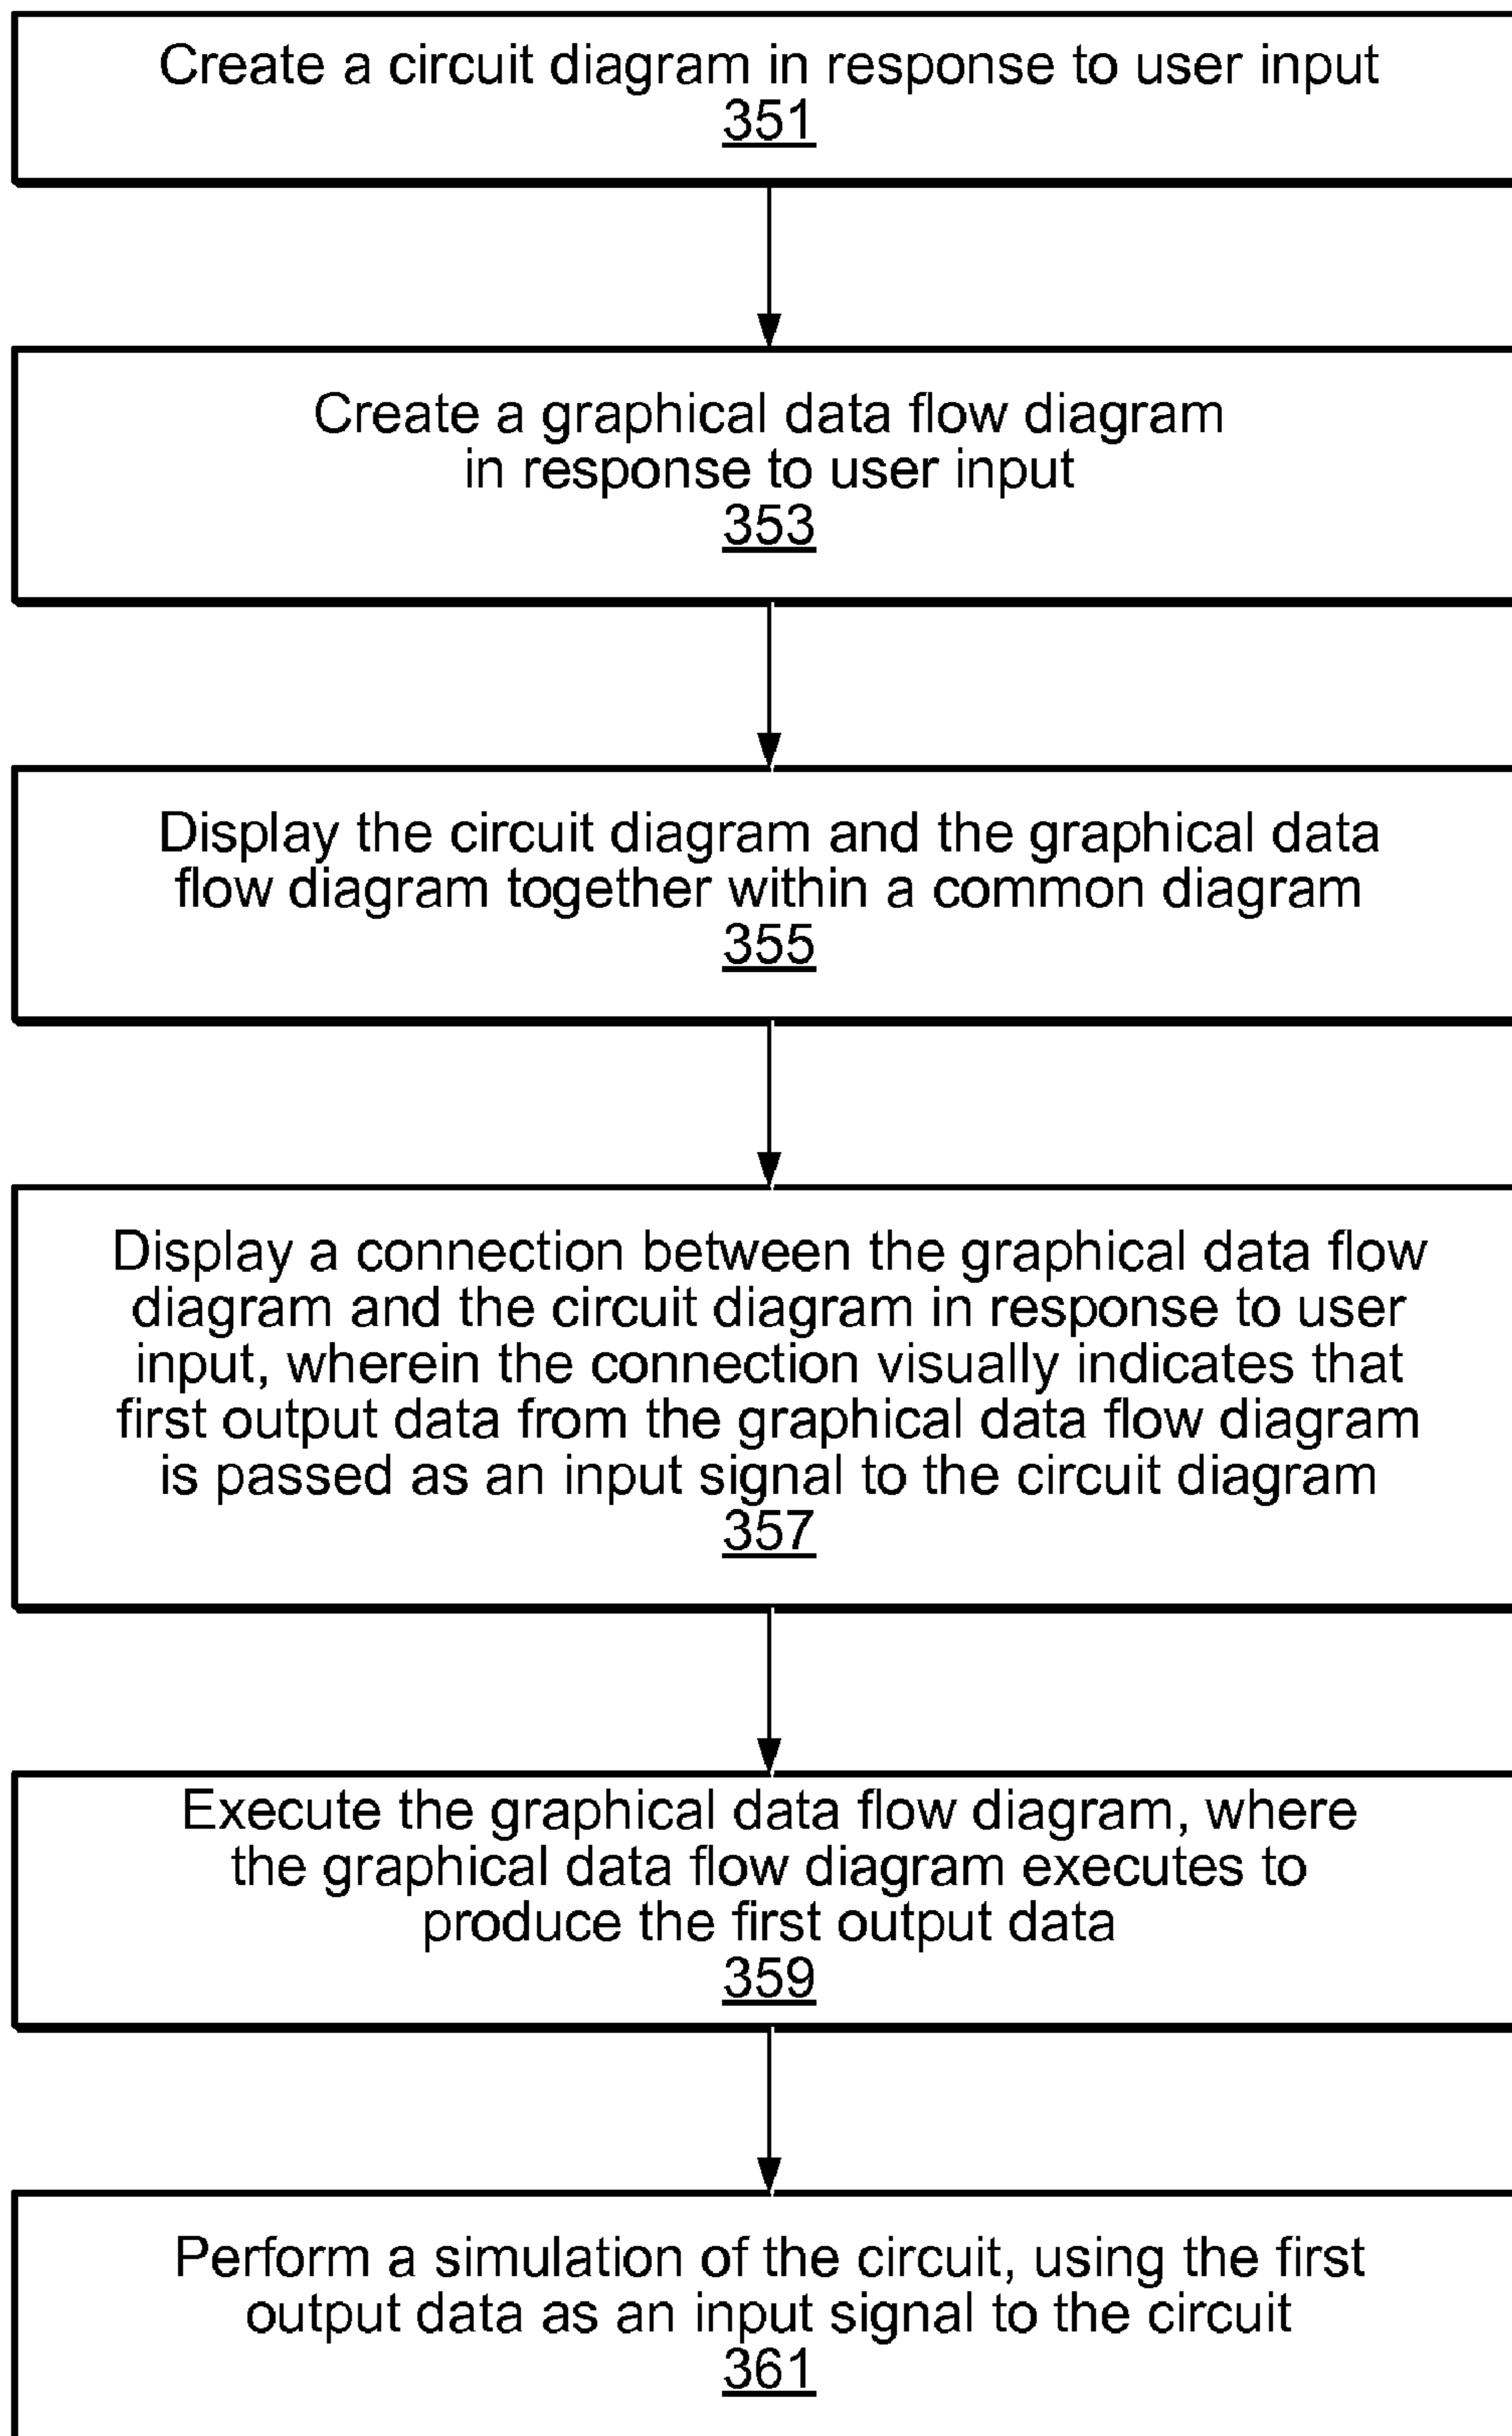 Create a circuit diagram in response to user input
351
Create a graphical data flow diagram
in response to user input
353
Display the circuit diagram and the graphical data
flow diagram together within a common diagram
355
Display a connection between the graphical data flow
diagram and the circuit diagram in response to user
input, wherein the connection visually indicates that
first output data from the graphical data flow diagram
is passed as an input signal to the circuit diagram
357
Execute the graphical data flow diagram, where
the graphical data flow diagram executes to
produce the first output data
359
Perform a simulation of the circuit, using the first
output data as an input signal to the circuit
361